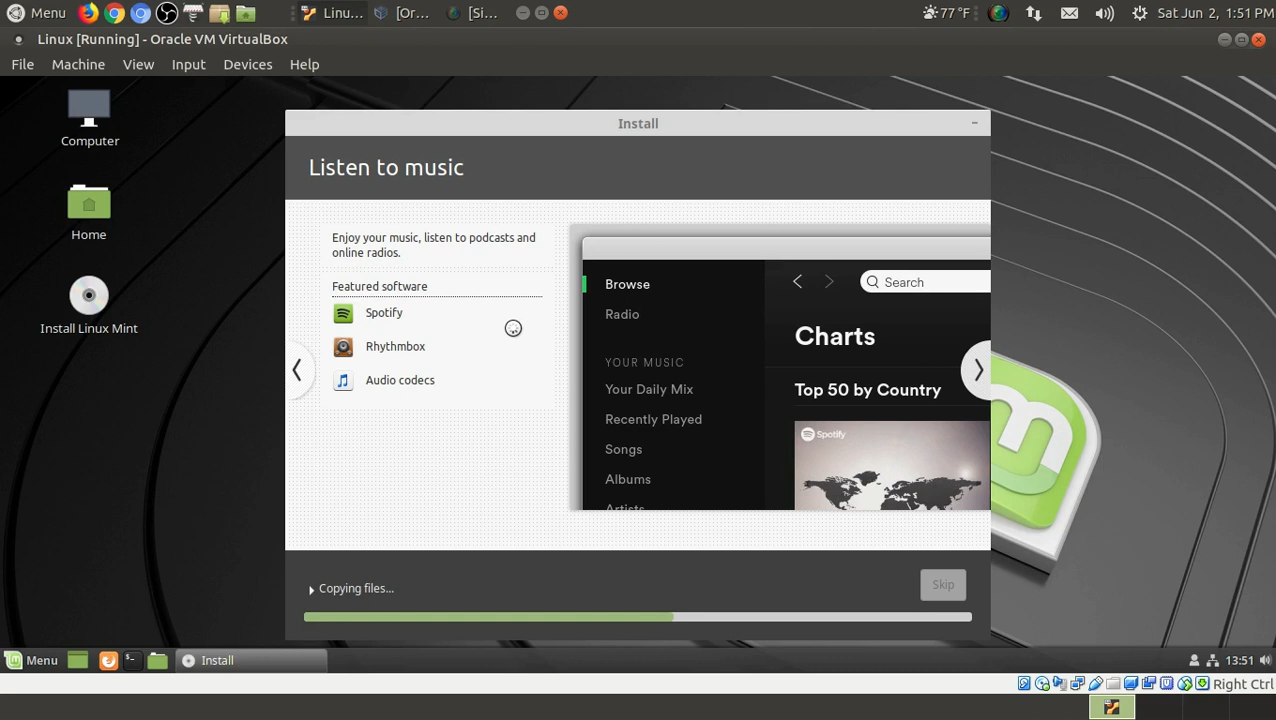 Menu
Linu...
[Or...
[Si...
77 °F
Sat Jun 2, 1:51 PM
Linux [Running] - Oracle VM VirtualBox
File Machine View Input Devices Help
Computer
Home
Install Linux Mint
Install
Listen to music
Enjoy your music, listen to podcasts and
online radios.
Featured software
Spotify
Rhythmbox
Audio codecs
Browse
Radio
YOUR MUSIC
Your Daily Mix
Recently Played
Songs
Albums
Artists
Search
Charts
Top 50 by Country
Spotify
Copying files...
Skip
Menu
Install
13:51
Right Ctrl